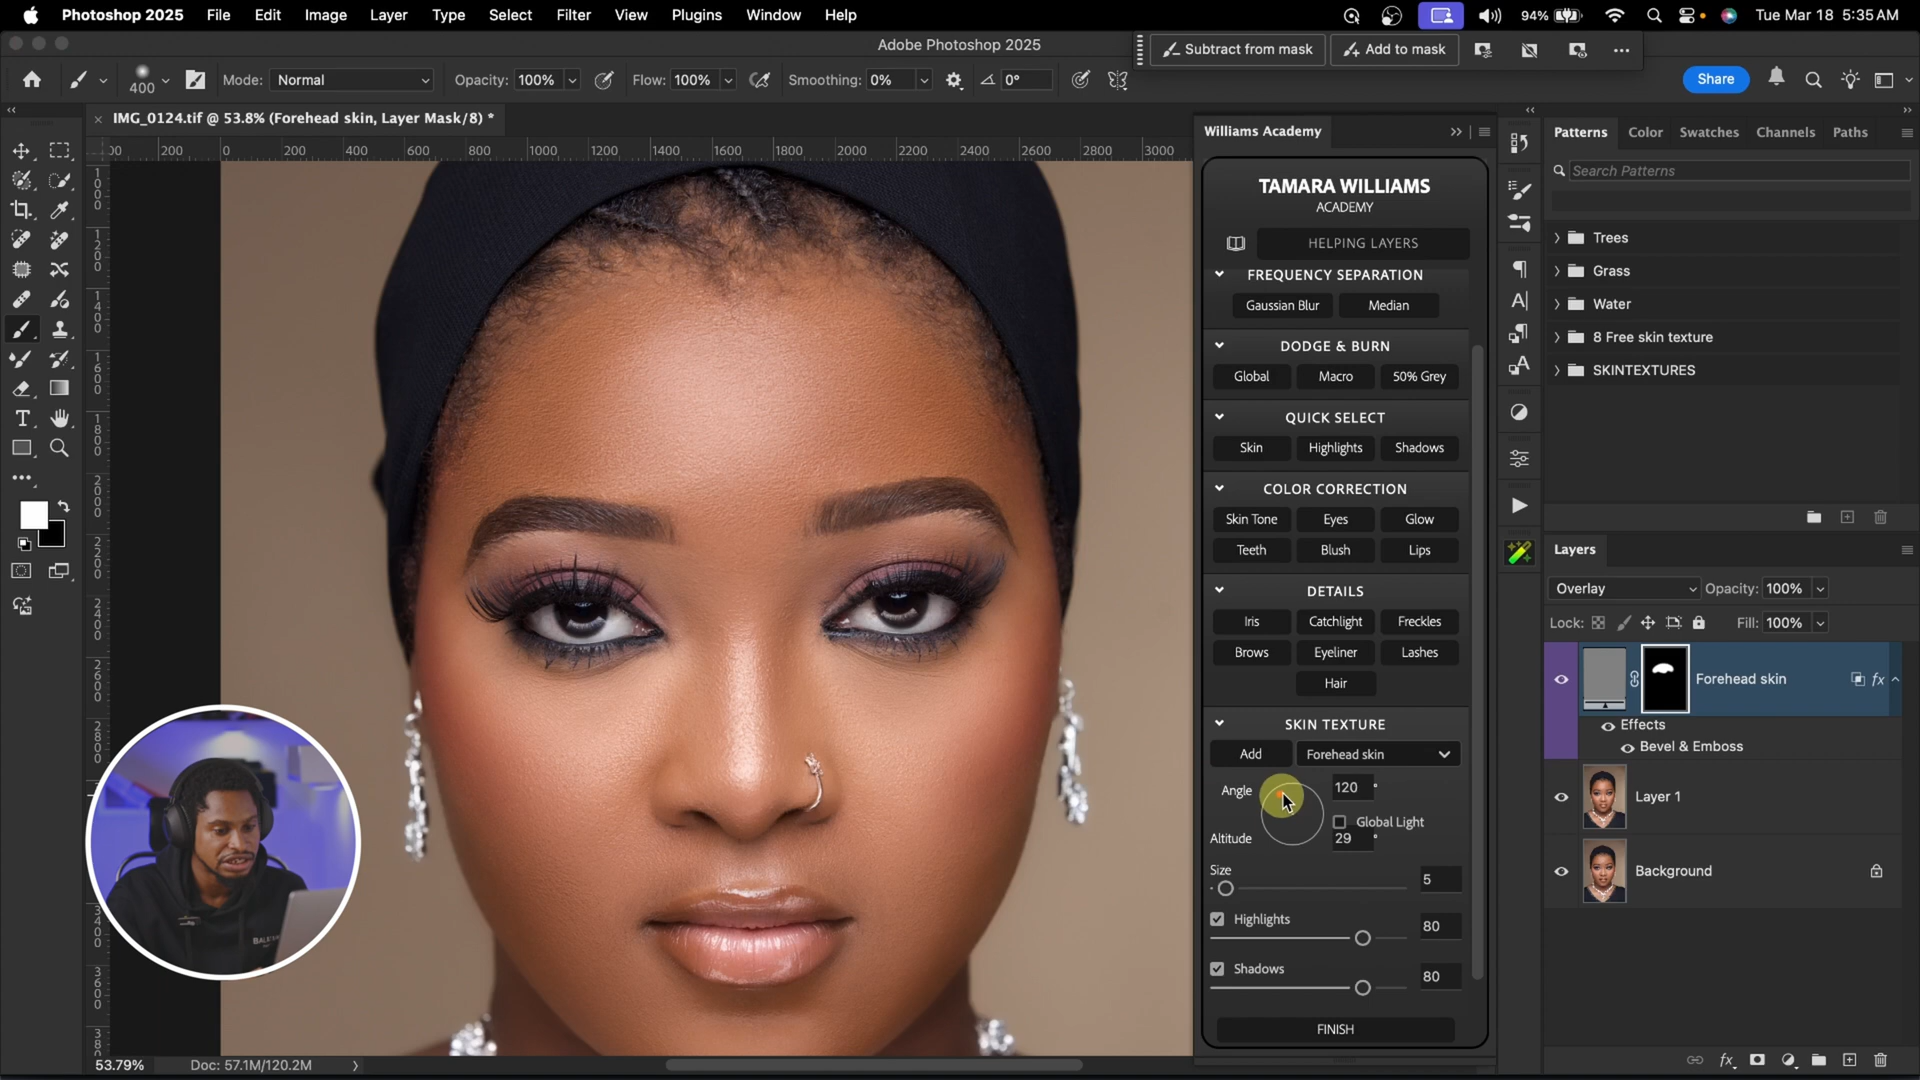 Photoshop 2025 File Edit Image Layer Type Select Filter View Plugins Window Help 94% Tue Mar 18 5:35 AM
Adobe Photoshop 2025
Subtract from mask Add to mask
400 Mode: Normal Opacity: 100% Flow: 100% Smoothing: 0% 0° Share
IMG_0124.tif @ 53.8% (Forehead skin, Layer Mask/8) *
200 0 200 400 600 800 1000 1200 1400 1600 1800 2000 2200 2400 2600 2800 3000
Williams Academy
TAMARA WILLIAMS
ACADEMY
HELPING LAYERS
FREQUENCY SEPARATION
Gaussian Blur Median
DODGE & BURN
Global Macro 50% Grey
QUICK SELECT
Skin Highlights Shadows
COLOR CORRECTION
Skin Tone Eyes Glow
Teeth Blush Lips
DETAILS
Iris Catchlight Freckles
Brows Eyeliner Lashes
Hair
SKIN TEXTURE
Add Forehead skin
Angle 120 °
Global Light
Altitude 29 °
Size
5
Highlights
80
Shadows
80
FINISH
Patterns Color Swatches Channels Paths
Search Patterns
Trees
Grass
Water
8 Free skin texture
SKINTEXTURES
Layers
Overlay Opacity: 100%
Lock: Fill: 100%
Forehead skin fx
Effects
Bevel & Emboss
Layer 1
Background
53.79% Doc: 57.1M/120.2M